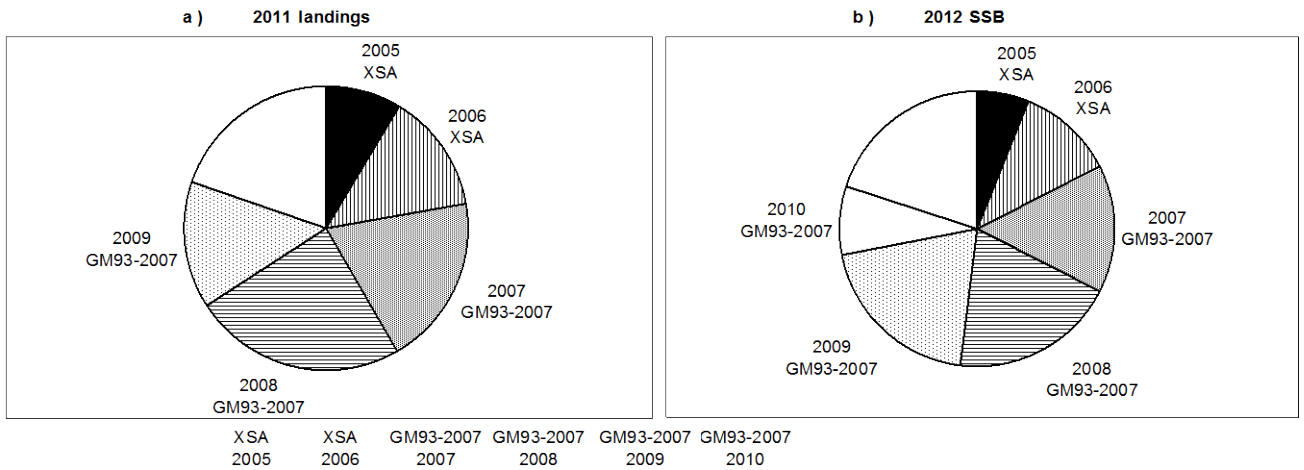 a ) 2011 landings
2005
XSA
2006
XSA
2007
GM93-2007
2008
GM93-2007
2009
GM93-2007
b ) 2012 SSB
2005
XSA
2006
XSA
2007
GM93-2007
2008
GM93-2007
2009
GM93-2007
2010
GM93-2007
XSA XSA GM93-2007 GM93-2007 GM93-2007 GM93-2007
2005 2006 2007 2008 2009 2010